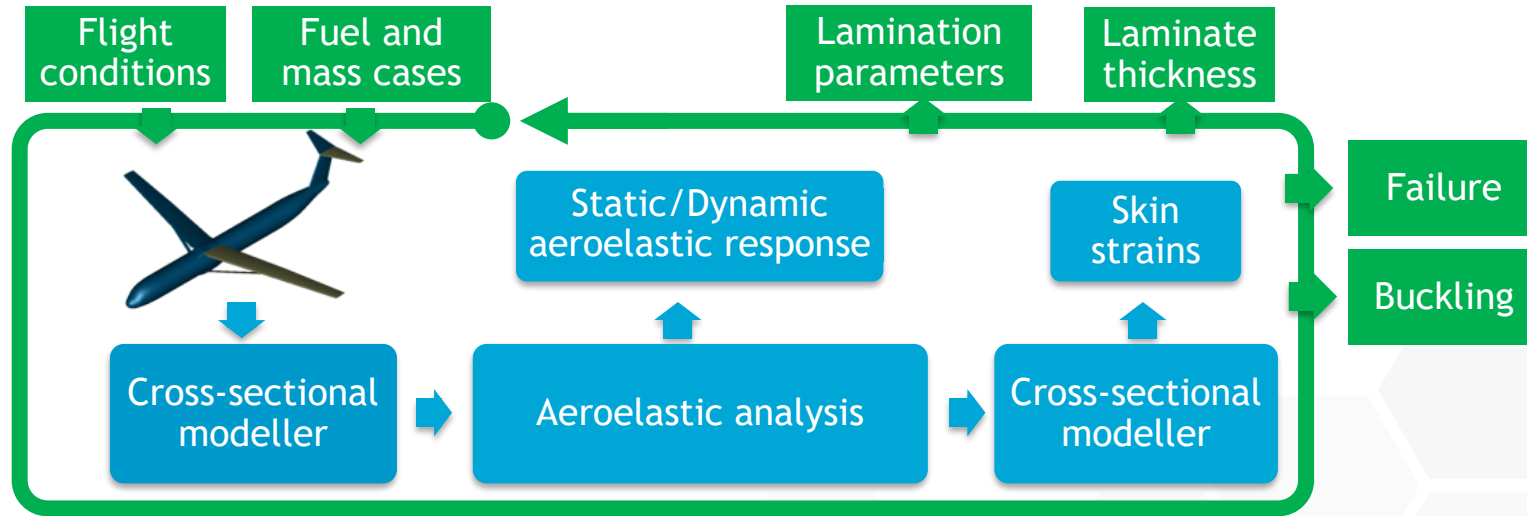 Flight
conditions
Fuel and
mass cases
Lamination
parameters
Laminate
thickness
Failure
Buckling
Static/Dynamic
aeroelastic response
Skin
strains
Cross-sectional
modeller
Aeroelastic analysis
Cross-sectional
modeller